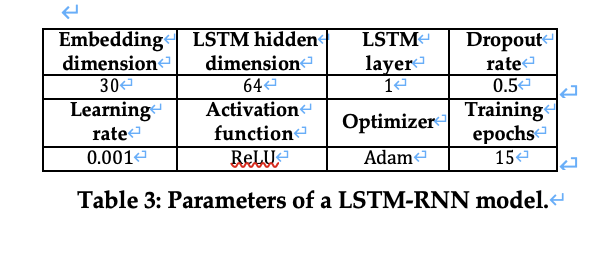 Embedding dimension LSTM hidden dimension LSTM layer Dropout rate
30 64 1 0.5
Learning rate Activation function Optimizer Training epochs
0.001 ReLU Adam 15
Table 3: Parameters of a LSTM-RNN model.